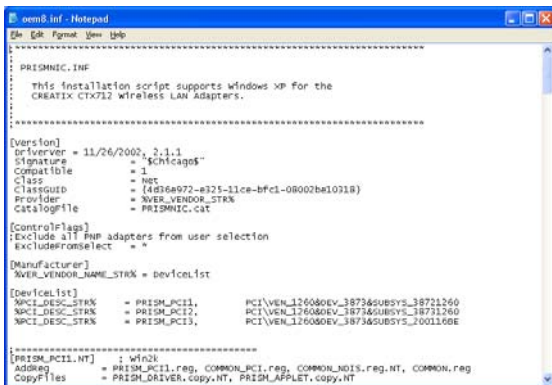 oem8.inf - Notepad
File Edit Format View Help
;******************************************************************
;
; PRISMNIC.INF
;
; This installation script supports Windows XP for the
; CREATIX CTX712 Wireless LAN Adapters.
;
;******************************************************************
[Version]
DriverVer = 11/26/2002, 2.1.1
Signature = "$Chicago$"
Compatible = 1
Class = Net
ClassGUID = {4d36e972-e325-11ce-bfc1-08002be10318}
Provider = %VER_VENDOR_STR%
CatalogFile = PRISMNIC.cat
[ControlFlags]
;Exclude all PNP adapters from user selection
ExcludeFromSelect = *
[Manufacturer]
%VER_VENDOR_NAME_STR% = DeviceList
[DeviceList]
%PCI_DESC_STR% = PRISM_PCI1, PCI\VEN_1260&DEV_3873&SUBSYS_38721260
%PCI_DESC_STR% = PRISM_PCI2, PCI\VEN_1260&DEV_3873&SUBSYS_38731260
%PCI_DESC_STR% = PRISM_PCI3, PCI\VEN_1260&DEV_3873&SUBSYS_200116BE
;****************************************
[PRISM_PCI1.NT] ; Win2k
AddReg = PRISM_PCI1.reg, COMMON_PCI.reg, COMMON_NDIS.reg.NT, COMMON.reg
CopyFiles = PRISM_DRIVER.copy.NT, PRISM_APPLET.copy.NT